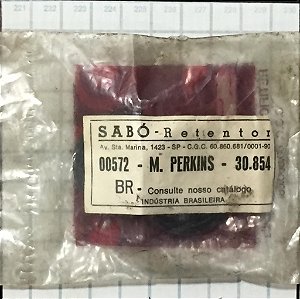 SABÓ - Retentor
Av. Sta. Marina, 1423 - SP - C.G.C. 60.860.681/0001-90
00572 - M. PERKINS - 30.854
BR - Consulte nosso catálogo
INDÚSTRIA BRASILEIRA